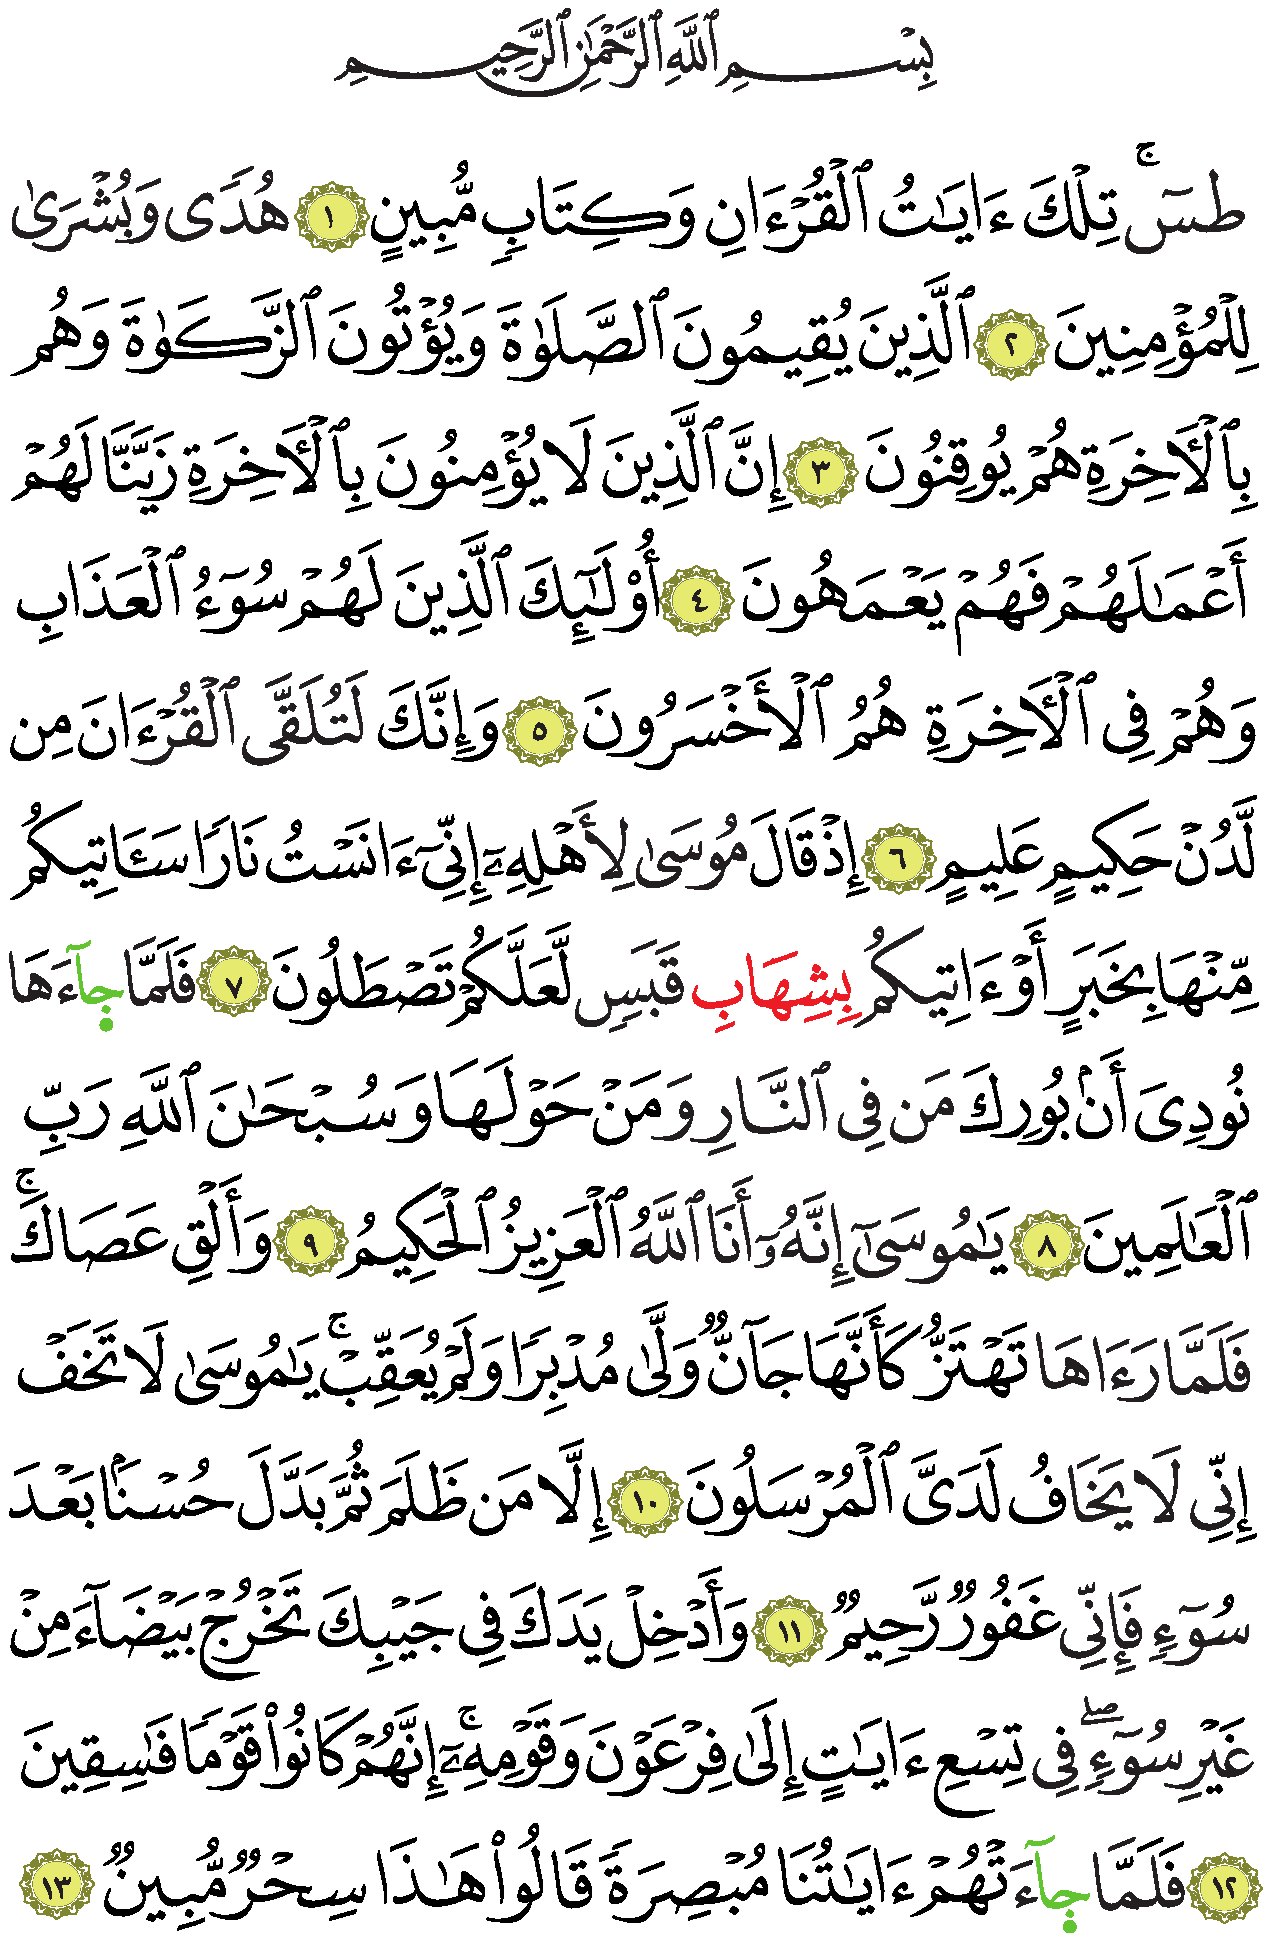 بِسْمِ ٱللَّهِ ٱلرَّحْمَٰنِ ٱلرَّحِيمِ
طسٓۚ تِلْكَ ءَايَٰتُ ٱلْقُرْءَانِ وَكِتَابٖ مُّبِينٍ ١ هُدٗى وَبُشْرَىٰ
لِلْمُؤْمِنِينَ ٢ ٱلَّذِينَ يُقِيمُونَ ٱلصَّلَوٰةَ وَيُؤْتُونَ ٱلزَّكَوٰةَ وَهُم
بِٱلْأٓخِرَةِ هُمْ يُوقِنُونَ ٣ إِنَّ ٱلَّذِينَ لَا يُؤْمِنُونَ بِٱلْأٓخِرَةِ زَيَّنَّا لَهُمْ
أَعْمَٰلَهُمْ فَهُمْ يَعْمَهُونَ ٤ أُوْلَٰٓئِكَ ٱلَّذِينَ لَهُمْ سُوٓءُ ٱلْعَذَابِ
وَهُمْ فِى ٱلْأٓخِرَةِ هُمُ ٱلْأَخْسَرُونَ ٥ وَإِنَّكَ لَتُلَقَّى ٱلْقُرْءَانَ مِن
لَّدُنْ حَكِيمٍ عَلِيمٍ ٦ إِذْ قَالَ مُوسَىٰ لِأَهْلِهِۦٓ إِنِّىٓ ءَانَسْتُ نَارٗا سَـَٔاتِيكُم
مِّنْهَا بِخَبَرٍ أَوْ ءَاتِيكُم بِشِهَابِ قَبَسٖ لَّعَلَّكُمْ تَصْطَلُونَ ٧ فَلَمَّا جآءَهَا
نُودِىَ أَنۢ بُورِكَ مَن فِى ٱلنَّارِ وَمَنْ حَوْلَهَا وَسُبْحَٰنَ ٱللَّهِ رَبِّ
ٱلْعَٰلَمِينَ ٨ يَٰمُوسَىٰٓ إِنَّهُۥٓ أَنَا ٱللَّهُ ٱلْعَزِيزُ ٱلْحَكِيمُ ٩ وَأَلْقِ عَصَاكَۚ
فَلَمَّا رَءَاهَا تَهْتَزُّ كَأَنَّهَا جَآنّٞ وَلَّىٰ مُدْبِرٗا وَلَمْ يُعَقِّبْۚ يَٰمُوسَىٰ لَا تَخَفْ
إِنِّى لَا يَخَافُ لَدَىَّ ٱلْمُرْسَلُونَ ١٠ إِلَّا مَن ظَلَمَ ثُمَّ بَدَّلَ حُسْنَۢا بَعْدَ
سُوٓءٖ فَإِنِّى غَفُورٞ رَّحِيمٞ ١١ وَأَدْخِلْ يَدَكَ فِى جَيْبِكَ تَخْرُجْ بَيْضَآءَ مِنْ
غَيْرِ سُوٓءٖۖ فِى تِسْعِ ءَايَٰتٍ إِلَىٰ فِرْعَوْنَ وَقَوْمِهِۦٓۚ إِنَّهُمْ كَانُواْ قَوْمٗا فَٰسِقِينَ
١٢ فَلَمَّا جآءَتْهُمْ ءَايَٰتُنَا مُبْصِرَةٗ قَالُواْ هَٰذَا سِحْرٞ مُّبِينٞ ١٣